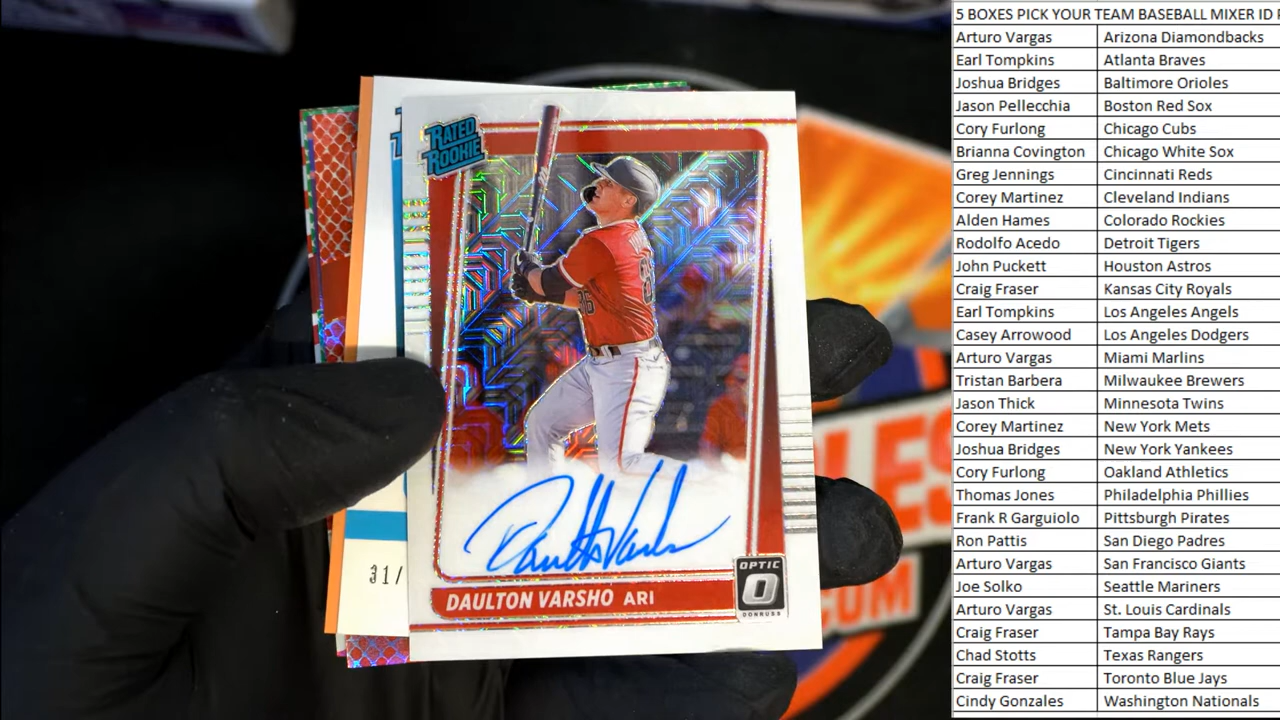 RATED
ROOKIE
DAULTON VARSHO ARI
OPTIC
O
DONRUSS
31/
LES
.COM
5 BOXES PICK YOUR TEAM BASEBALL MIXER ID
Arturo Vargas Arizona Diamondbacks
Earl Tompkins Atlanta Braves
Joshua Bridges Baltimore Orioles
Jason Pellecchia Boston Red Sox
Cory Furlong Chicago Cubs
Brianna Covington Chicago White Sox
Greg Jennings Cincinnati Reds
Corey Martinez Cleveland Indians
Alden Hames Colorado Rockies
Rodolfo Acedo Detroit Tigers
John Puckett Houston Astros
Craig Fraser Kansas City Royals
Earl Tompkins Los Angeles Angels
Casey Arrowood Los Angeles Dodgers
Arturo Vargas Miami Marlins
Tristan Barbera Milwaukee Brewers
Jason Thick Minnesota Twins
Corey Martinez New York Mets
Joshua Bridges New York Yankees
Cory Furlong Oakland Athletics
Thomas Jones Philadelphia Phillies
Frank R Garguiolo Pittsburgh Pirates
Ron Pattis San Diego Padres
Arturo Vargas San Francisco Giants
Joe Solko Seattle Mariners
Arturo Vargas St. Louis Cardinals
Craig Fraser Tampa Bay Rays
Chad Stotts Texas Rangers
Craig Fraser Toronto Blue Jays
Cindy Gonzales Washington Nationals